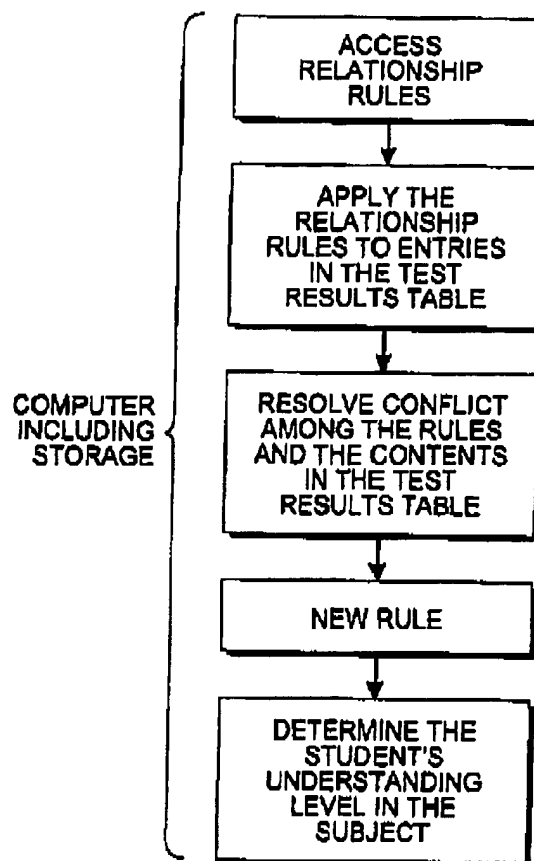 ACCESS
RELATIONSHIP
RULES
APPLY THE
RELATIONSHIP
RULES TO ENTRIES
IN THE TEST
RESULTS TABLE
COMPUTER
INCLUDING
STORAGE
RESOLVE CONFLICT
AMONG THE RULES
AND THE CONTENTS
IN THE TEST
RESULTS TABLE
NEW RULE
DETERMINE THE
STUDENT'S
UNDERSTANDING
LEVEL IN THE
SUBJECT